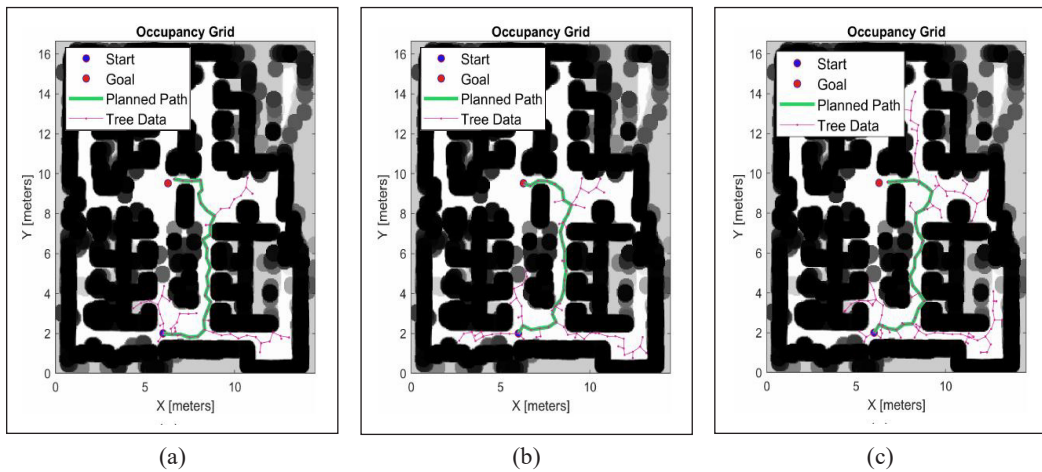 Occupancy Grid
Start
Goal
Planned Path
Tree Data
Y [meters]
16
14
12
10
8
6
4
2
0
0 5 10
X [meters]
(a)
Occupancy Grid
Start
Goal
Planned Path
Tree Data
Y [meters]
16
14
12
10
8
6
4
2
0
0 5 10
X [meters]
(b)
Occupancy Grid
Start
Goal
Planned Path
Tree Data
Y [meters]
16
14
12
10
8
6
4
2
0
0 5 10
X [meters]
(c)